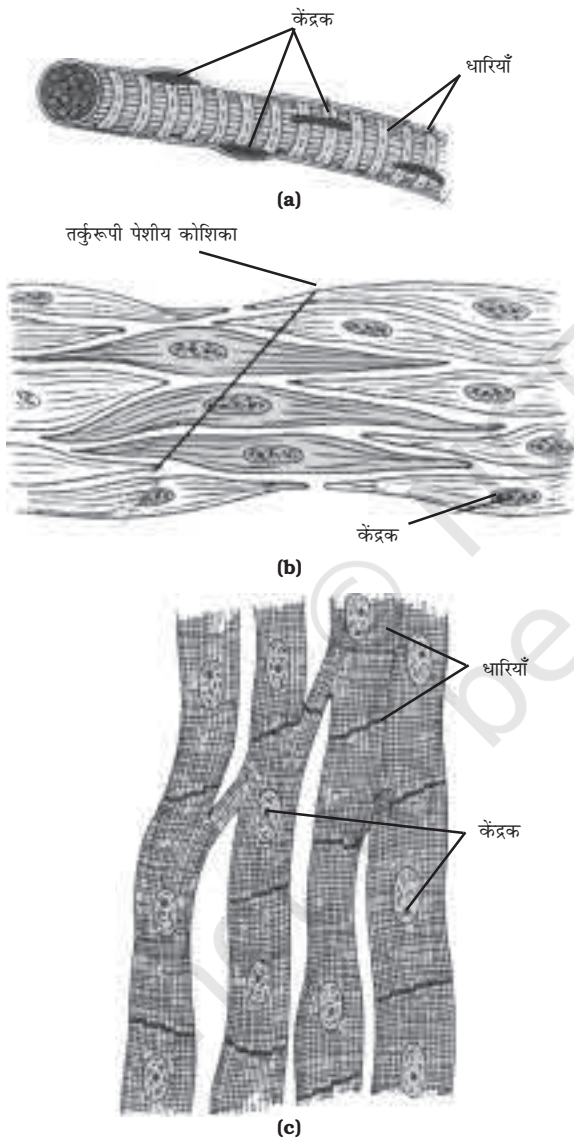 केंद्रक
धारियाँ
(a)
तर्कुरूपी पेशीय कोशिका
केंद्रक
(b)
धारियाँ
केंद्रक
(c)